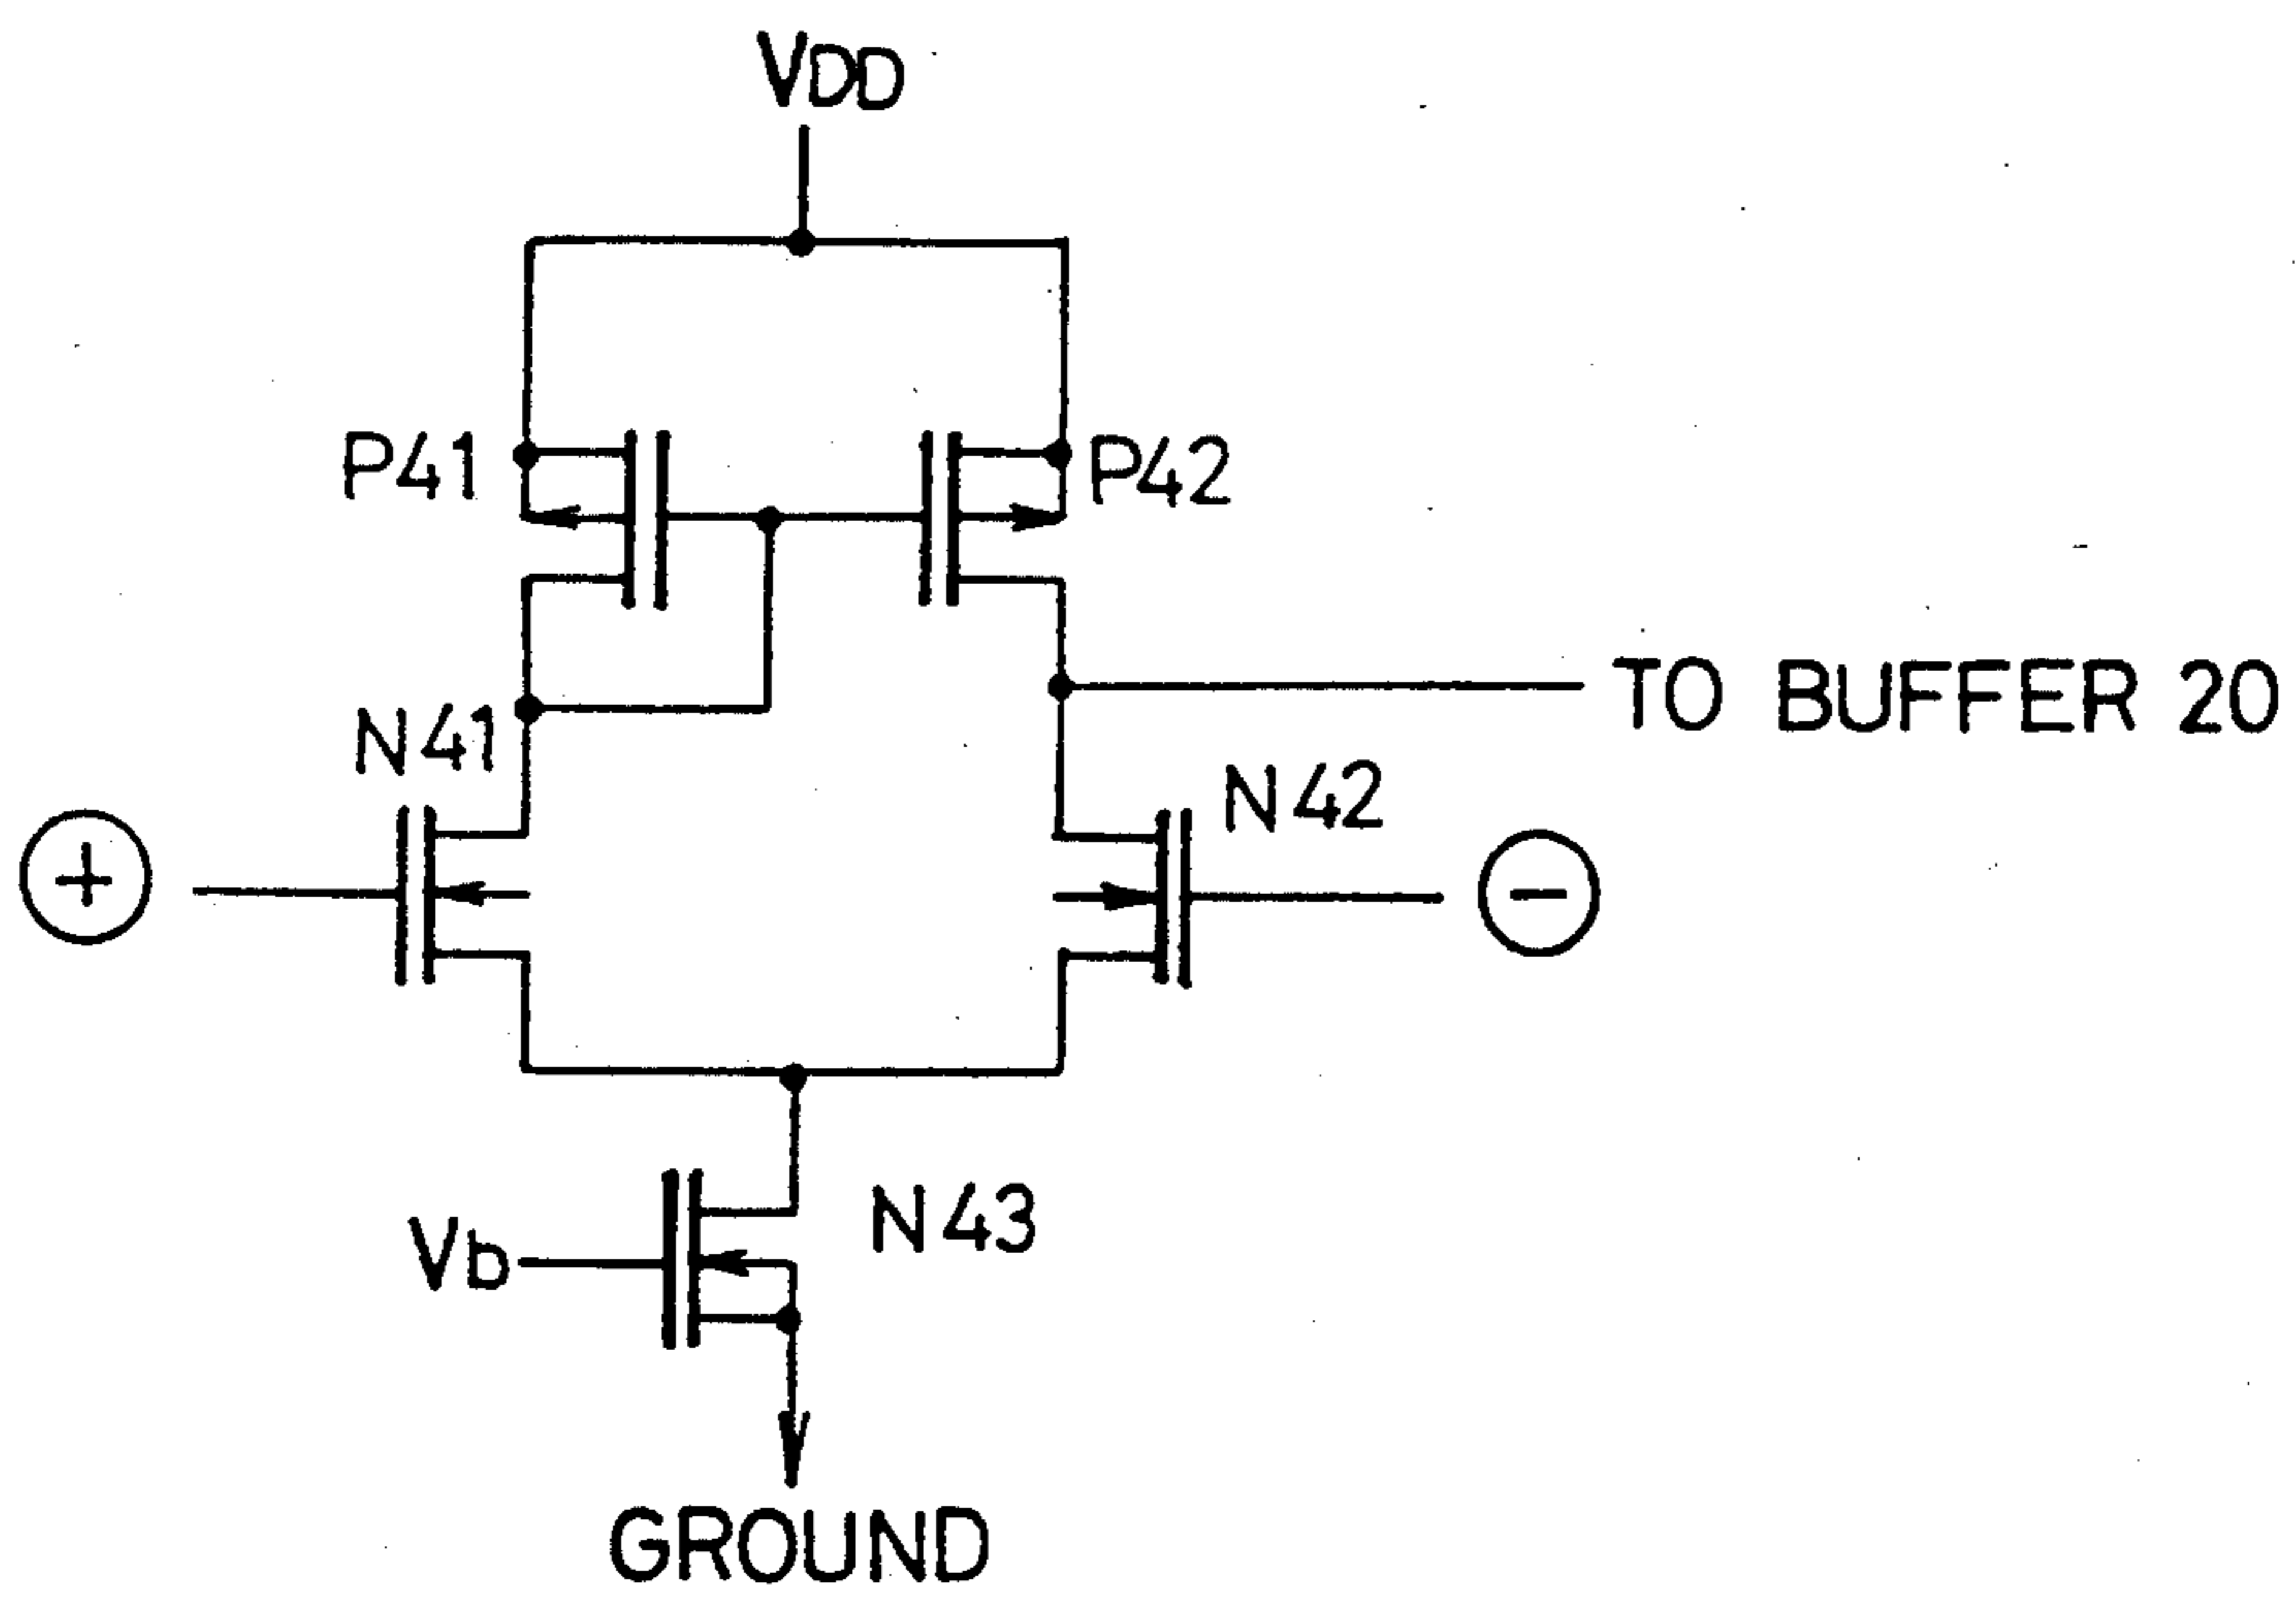 VDD
P41
P42
TO BUFFER 20
N41
N42
+
-
Vb
N43
GROUND